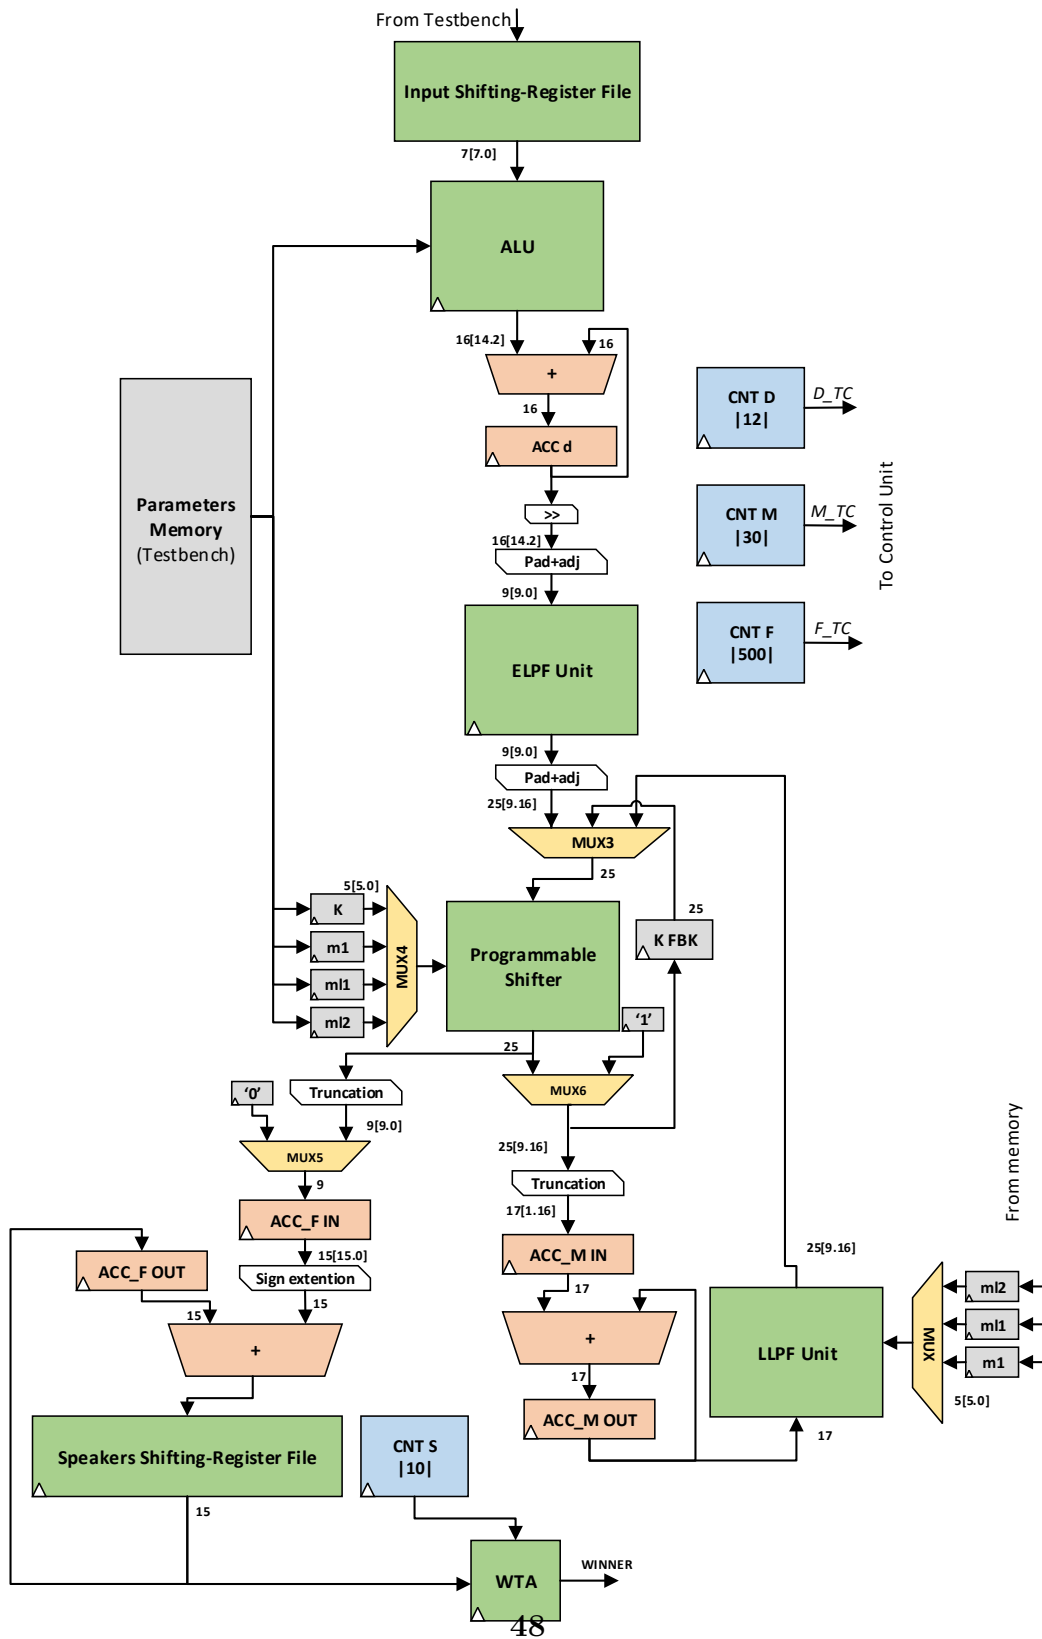 From Testbench
Input Shifting-Register File
7[7.0]
ALU
16[14.2]
16
+
16
ACC d
>>
16[14.2]
Pad+adj
9[9.0]
ELPF Unit
9[9.0]
Pad+adj
25[9.16]
MUX3
25
CNT D
|12|
D_TC
CNT M
|30|
M_TC
CNT F
|500|
F_TC
To Control Unit
Parameters
Memory
(Testbench)
5[5.0]
K
m1
ml1
ml2
MUX4
Programmable
Shifter
25
K FBK
'1'
25
MUX6
Truncation
'0'
9[9.0]
MUX5
9
ACC_F IN
15[15.0]
Sign extention
15
ACC_F OUT
15
+
25[9.16]
Truncation
17[1.16]
ACC_M IN
17
+
17
ACC_M OUT
17
25[9.16]
LLPF Unit
MUX
ml2
ml1
m1
5[5.0]
From memory
Speakers Shifting-Register File
15
CNT S
|10|
WTA
WINNER
48